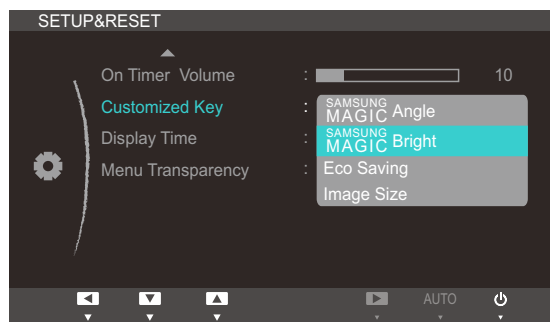 SETUP&RESET
On Timer Volume : 10
Customized Key : SAMSUNG MAGIC Angle
Display Time : SAMSUNG MAGIC Bright
Menu Transparency : Eco Saving
Image Size
AUTO